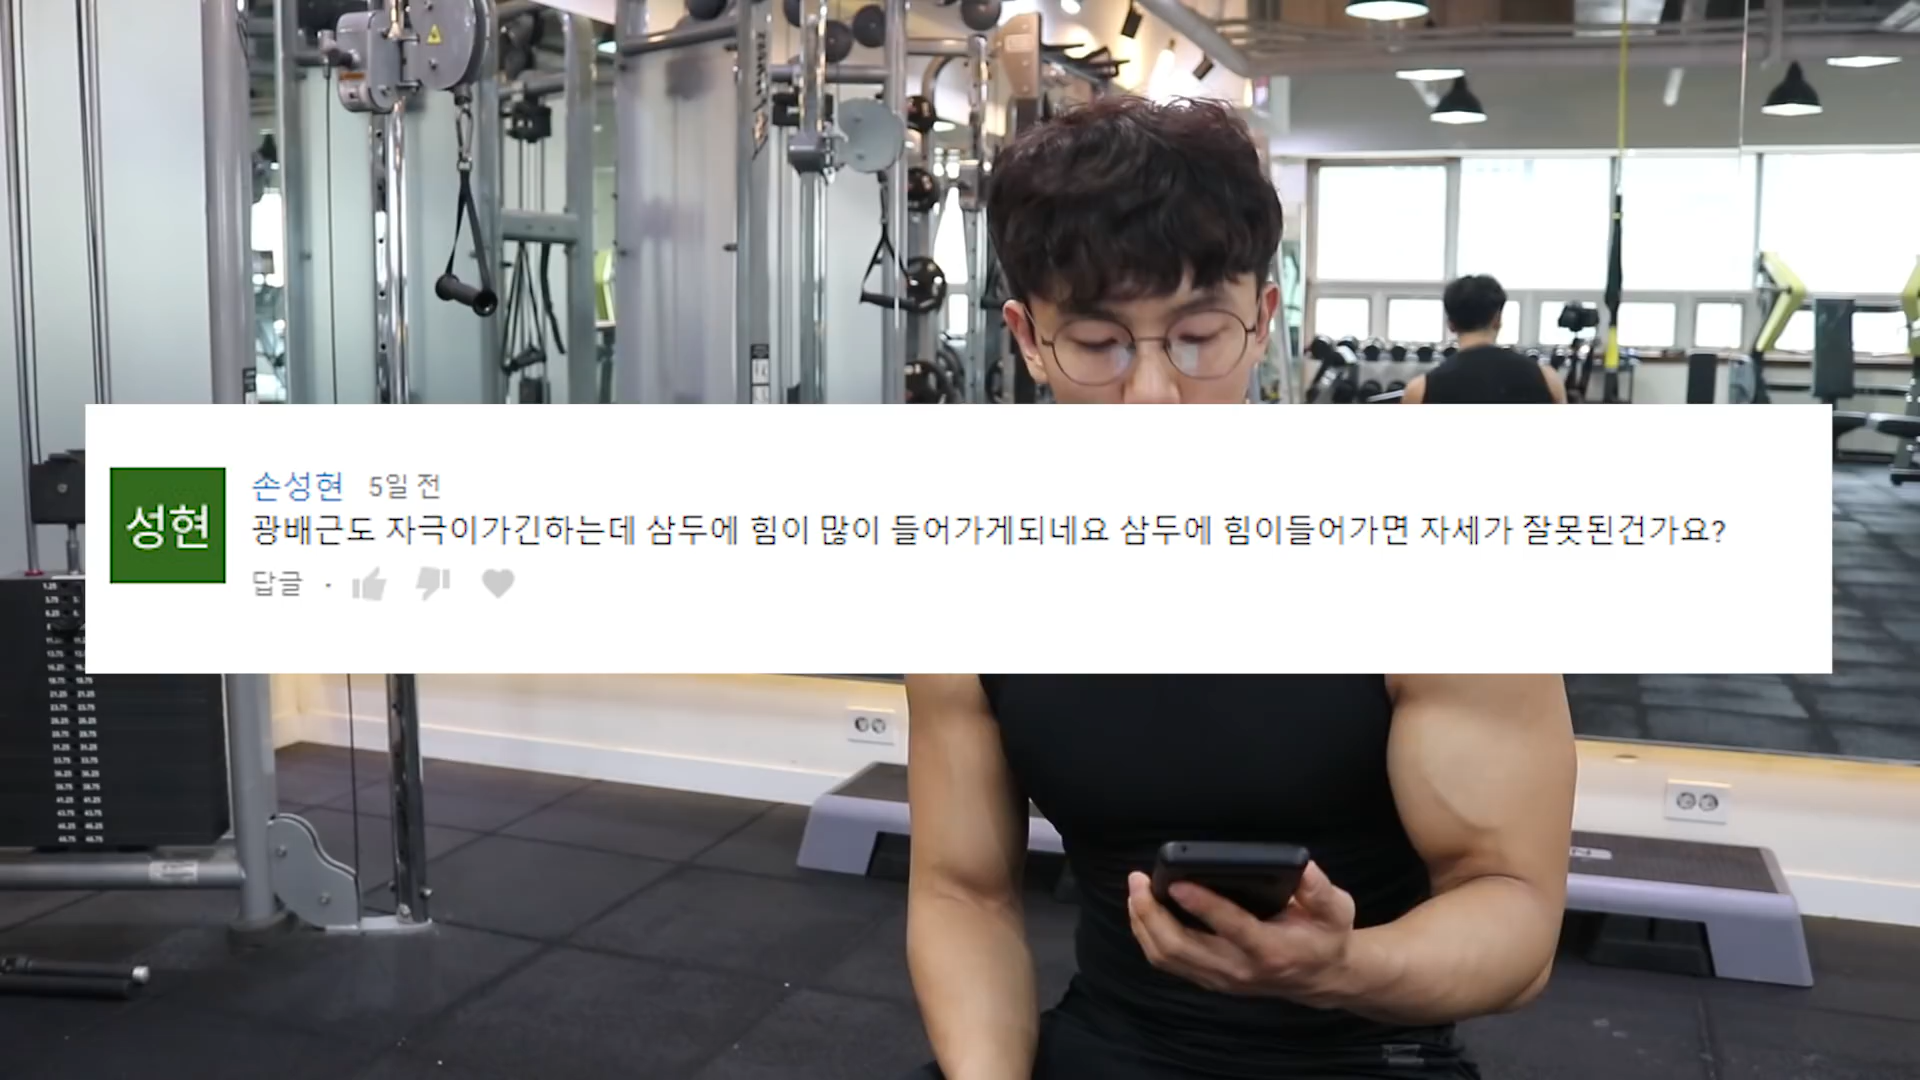 손성현 5일 전
성현
광배근도 자극이가긴하는데 삼두에 힘이 많이 들어가게되네요 삼두에 힘이들어가면 자세가 잘못된건가요?
답글 ·